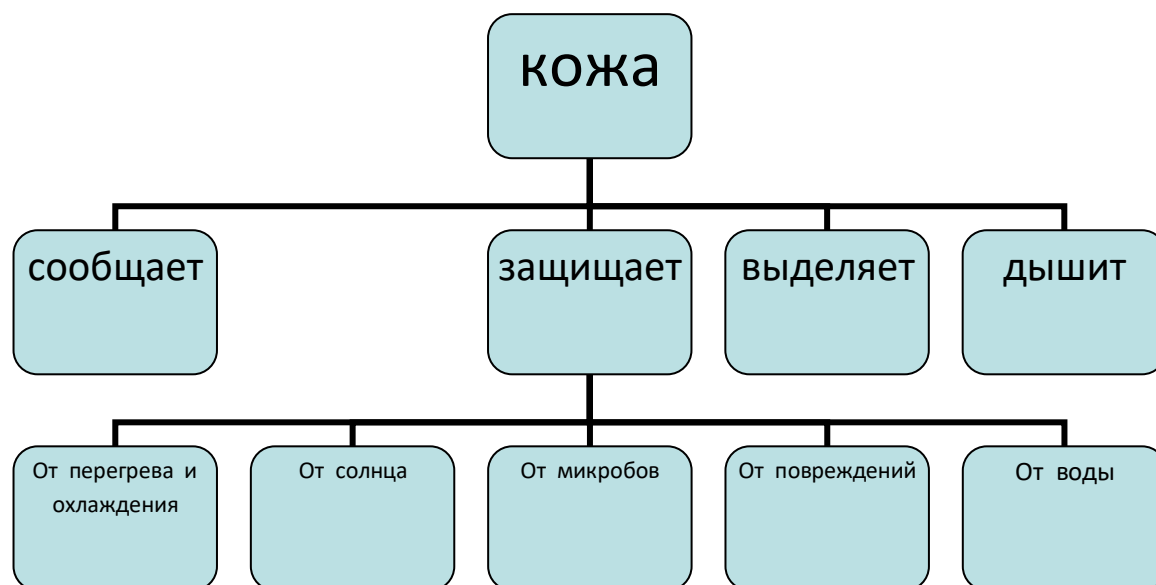 кожа
сообщает
защищает
выделяет
дышит
От перегрева и
охлаждения
От солнца
От микробов
От повреждений
От воды